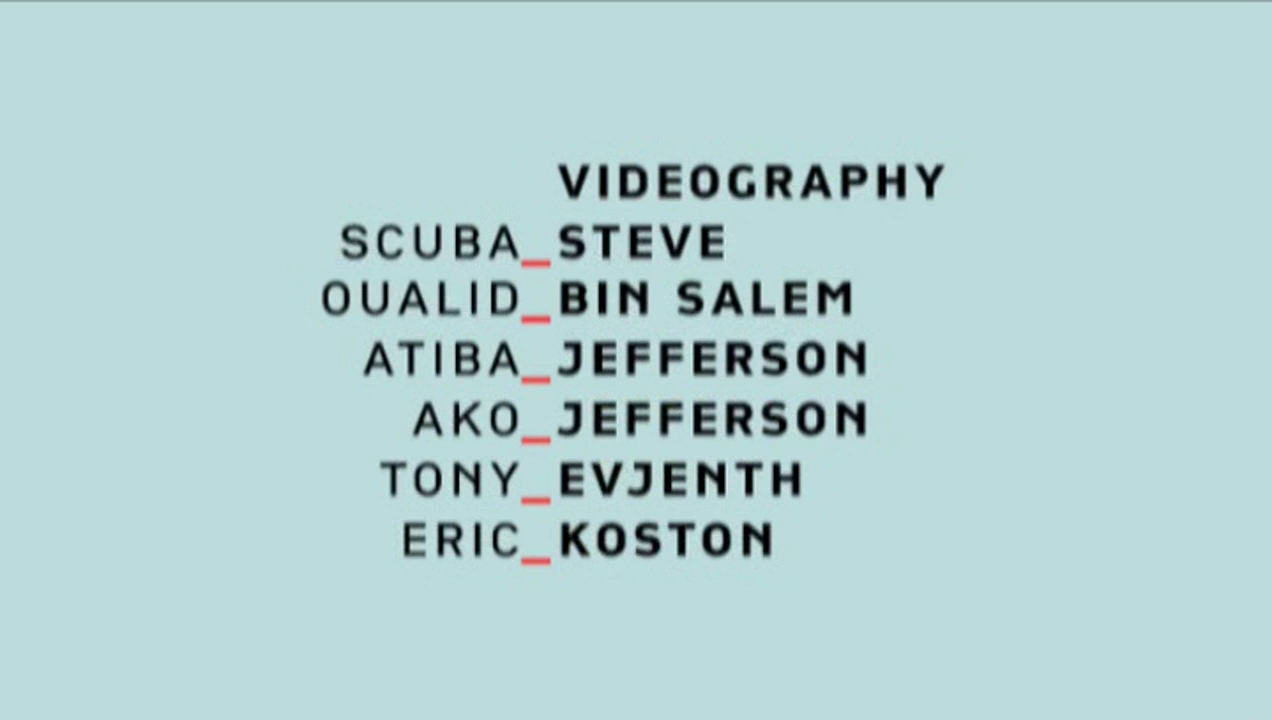 VIDEOGRAPHY
SCUBA_STEVE
OUALID_BIN SALEM
ATIBA_JEFFERSON
AKO_JEFFERSON
TONY_EVJENTH
ERIC_KOSTON